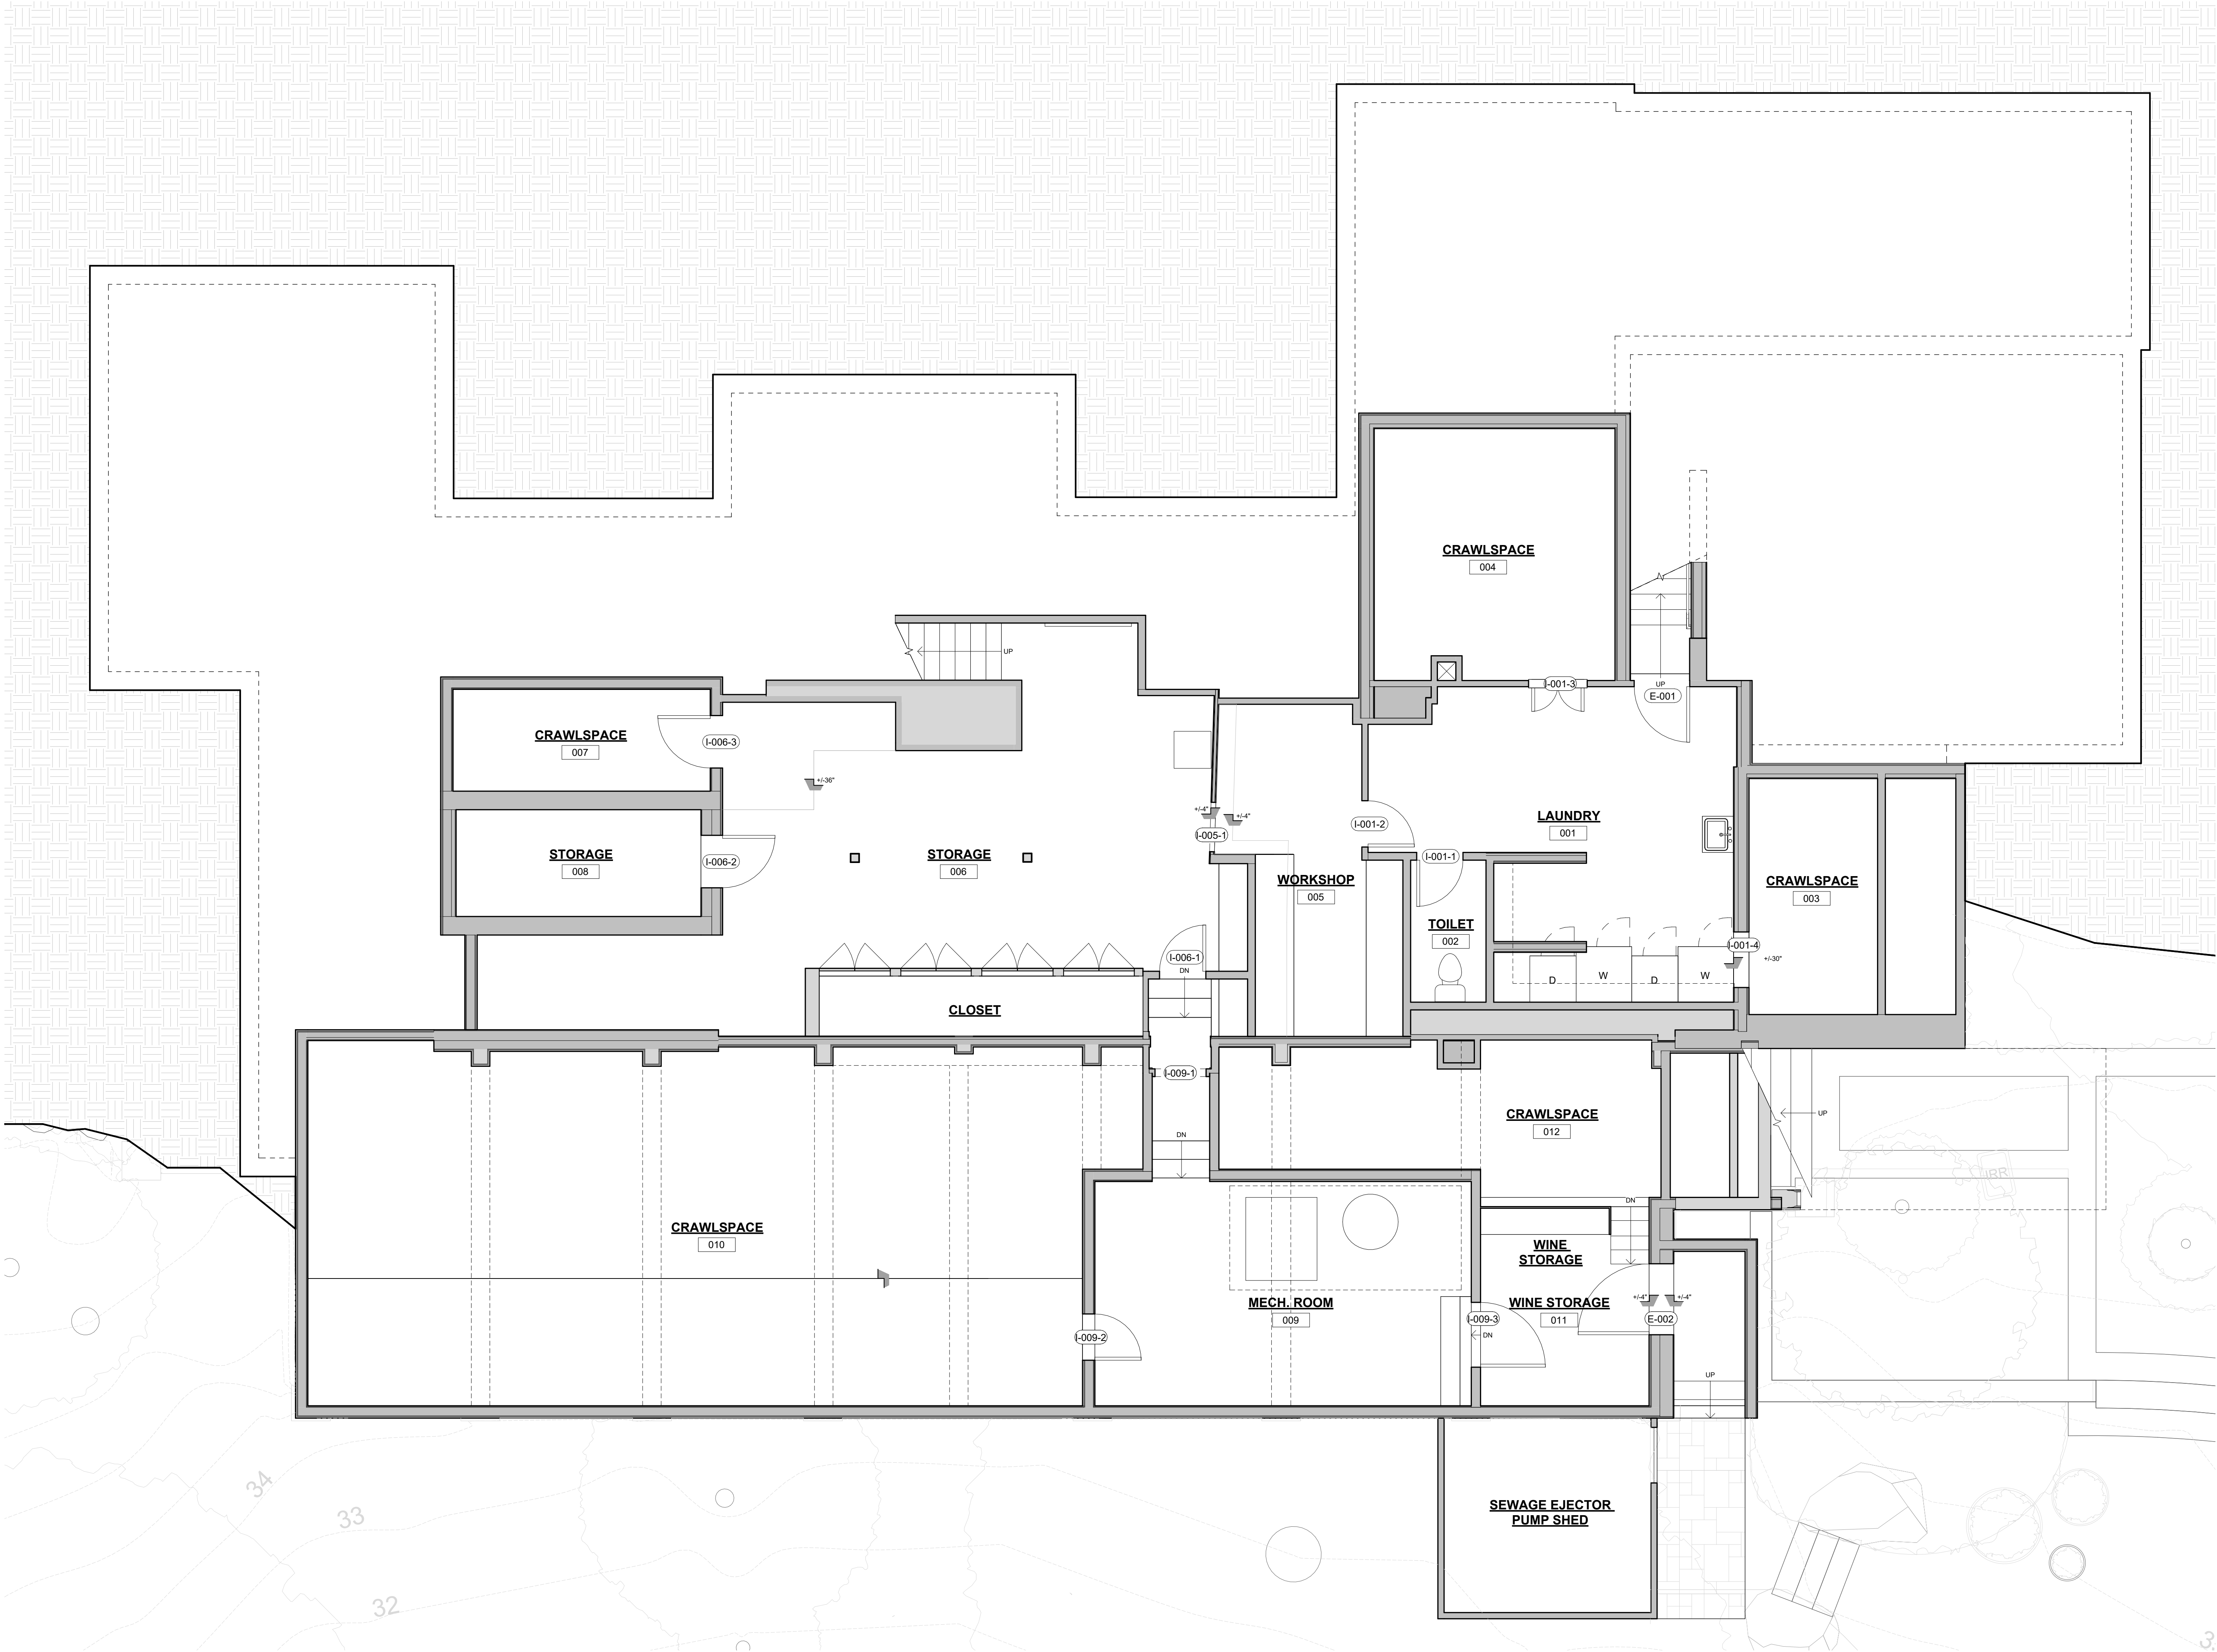 CRAWLSPACE
004
UP
UP
I-001-3
E-001
CRAWLSPACE
007
I-006-3
+/-36"
+/-4"
+/-4"
I-005-1
I-001-2
LAUNDRY
001
STORAGE
008
I-006-2
STORAGE
006
WORKSHOP
005
I-001-1
CRAWLSPACE
003
TOILET
002
I-001-4
+/-30"
I-006-1
DN
D
W
D
W
CLOSET
I-009-1
CRAWLSPACE
012
UP
DN
IRR
DN
CRAWLSPACE
010
WINE
STORAGE
MECH. ROOM
009
WINE STORAGE
011
+/-4"
+/-4"
I-009-2
I-009-3
E-002
DN
UP
34
33
32
SEWAGE EJECTOR
PUMP SHED